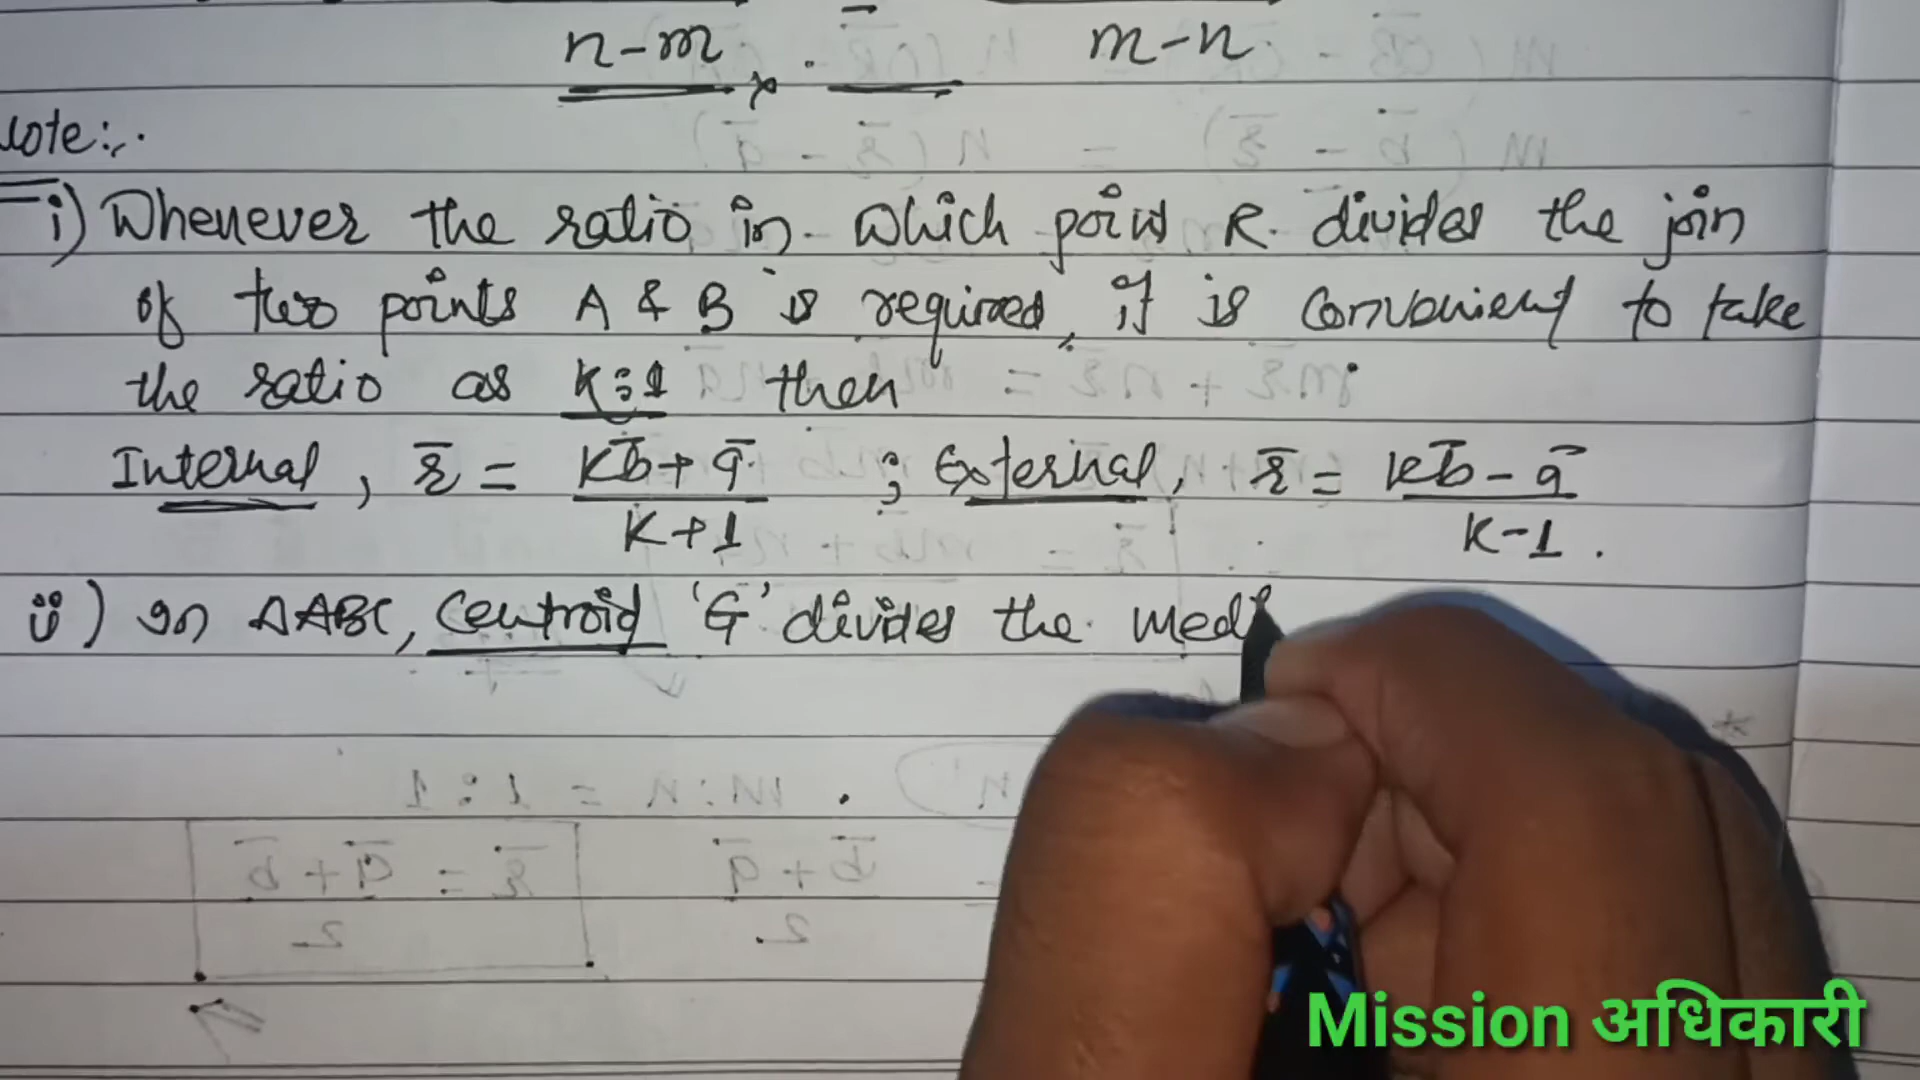 n-m m-n
Note:-
i) Whenever the ratio in which point R divides the join
of two points A & B is required, it is convenient to take
the ratio as K:1 then
Internal, r̄ = (kb̄ + ā)/(k+1) ; External, r̄ = (kb̄ - ā)/(k-1).
ii) In ΔABC, Centroid 'G' divides the medi
Mission अधिकारी